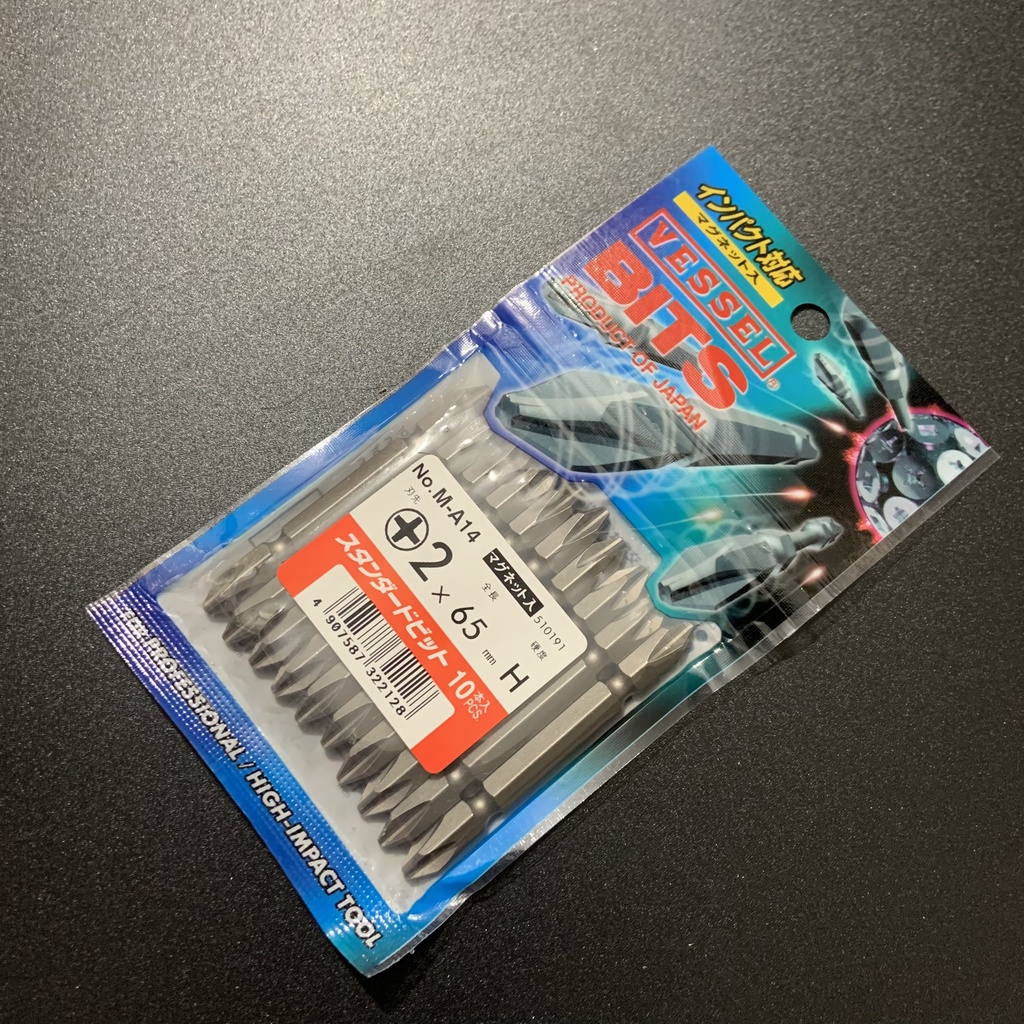 インパクト対応
マグネット入
VESSEL®
BITS
PRODUCT OF JAPAN
No.M-A14
マグネット入 510191
刃先 全長 硬度
2 × 65 mm H
スタンダードビット 10本入 PCS.
4 907587 322128
FOR PROFESSIONAL / HIGH-IMPACT TOOL